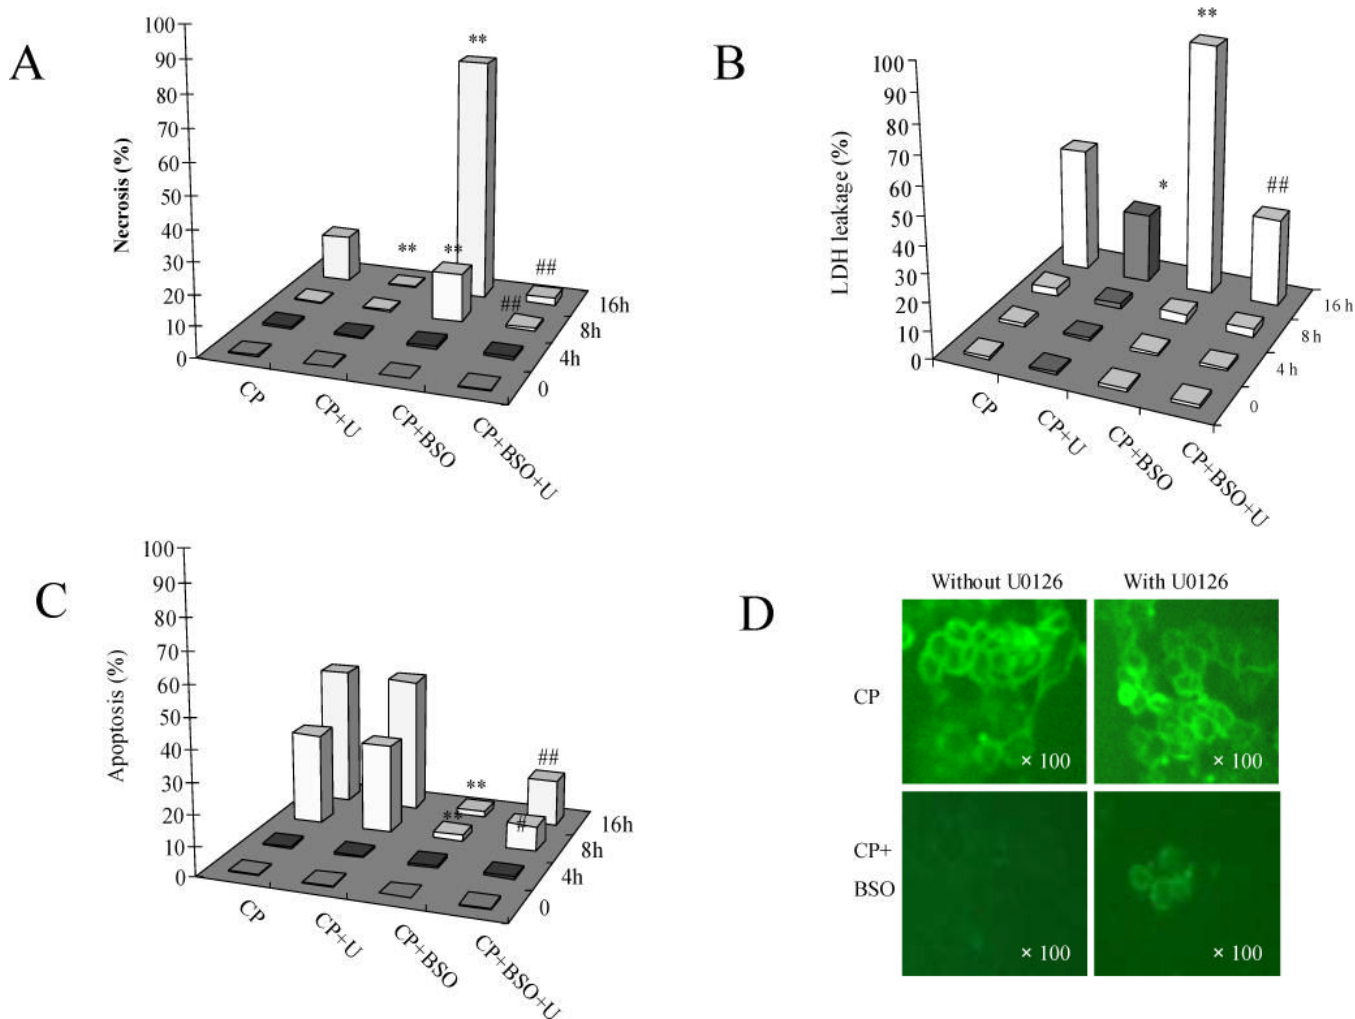 A
Necrosis (%)
100
90
80
70
60
50
40
30
20
10
0
**
**
**
##
##
16h
8h
4h
0
CP
CP+U
CP+BSO
CP+BSO+U
B
LDH leakage (%)
100
90
80
70
60
50
40
30
20
10
0
**
*
##
16 h
8 h
4 h
0
CP
CP+U
CP+BSO
CP+BSO+U
C
Apoptosis (%)
100
90
80
70
60
50
40
30
20
10
0
##
**
**
#
16h
8h
4h
0
CP
CP+U
CP+BSO
CP+BSO+U
D
Without U0126
With U0126
CP
× 100
× 100
CP+
BSO
× 100
× 100